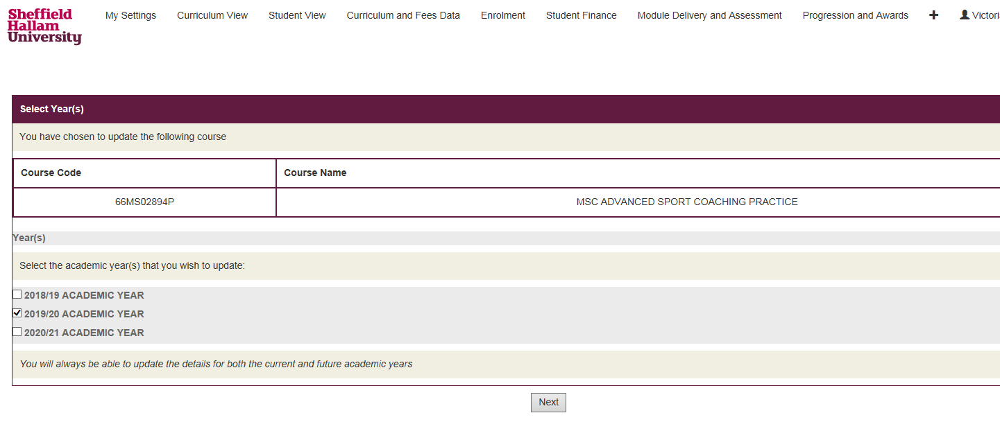 Sheffield
Hallam
University
My Settings Curriculum View Student View Curriculum and Fees Data Enrolment Student Finance Module Delivery and Assessment Progression and Awards Victori
Select Year(s)
You have chosen to update the following course
Course Code Course Name
66MS02894P MSC ADVANCED SPORT COACHING PRACTICE
Year(s)
Select the academic year(s) that you wish to update:
2018/19 ACADEMIC YEAR
2019/20 ACADEMIC YEAR
2020/21 ACADEMIC YEAR
You will always be able to update the details for both the current and future academic years
Next